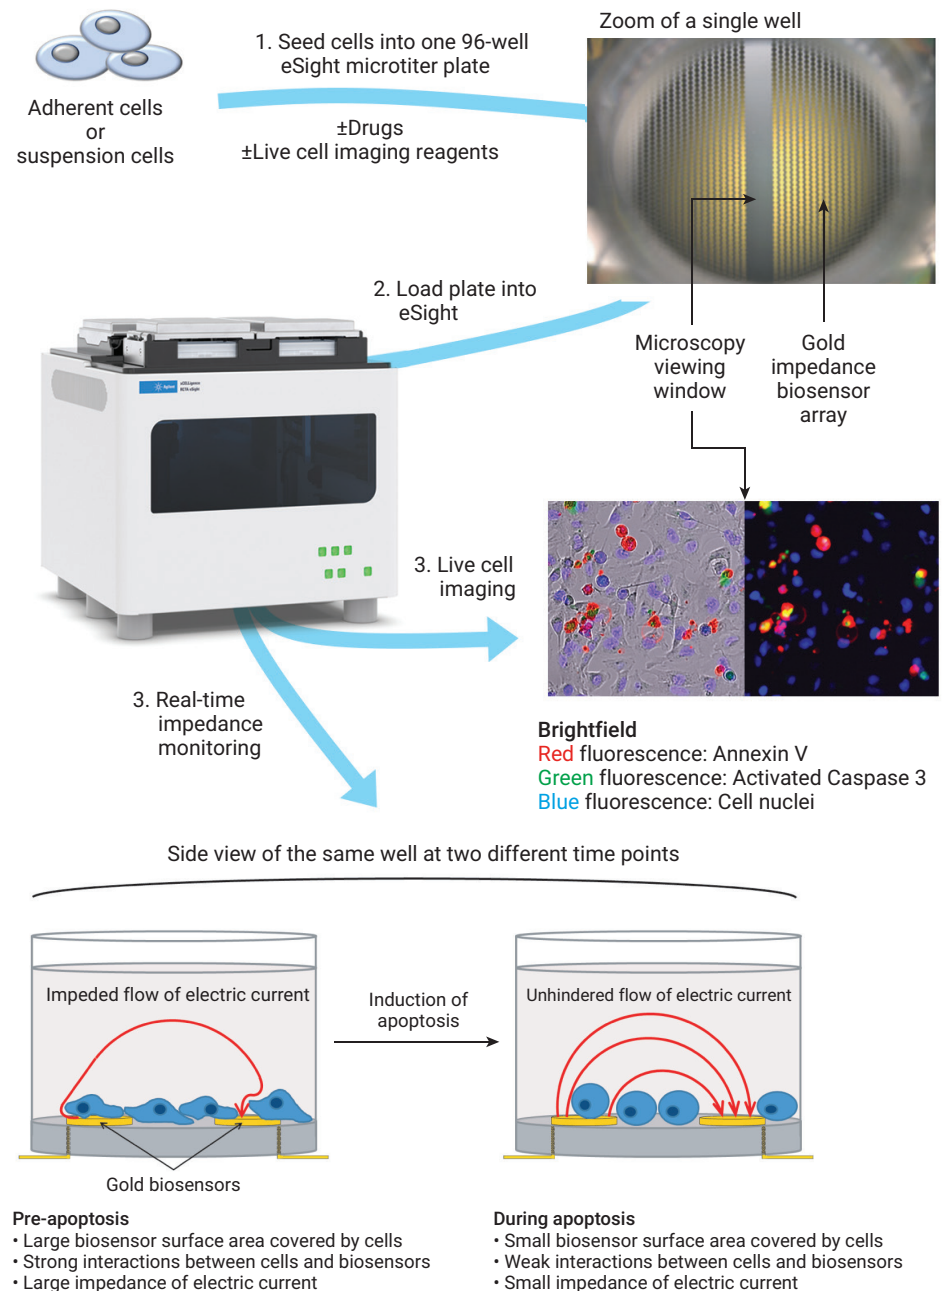 Zoom of a single well
1. Seed cells into one 96-well
eSight microtiter plate
Adherent cells
or
suspension cells
±Drugs
±Live cell imaging reagents
2. Load plate into
eSight
Microscopy
viewing
window
Gold
impedance
biosensor
array
Agilent
xCELLigence
RTCA eSight
3. Live cell
imaging
3. Real-time
impedance
monitoring
Brightfield
Red fluorescence: Annexin V
Green fluorescence: Activated Caspase 3
Blue fluorescence: Cell nuclei
Side view of the same well at two different time points
Impeded flow of electric current
Induction of
apoptosis
Unhindered flow of electric current
Gold biosensors
Pre-apoptosis
• Large biosensor surface area covered by cells
• Strong interactions between cells and biosensors
• Large impedance of electric current
During apoptosis
• Small biosensor surface area covered by cells
• Weak interactions between cells and biosensors
• Small impedance of electric current